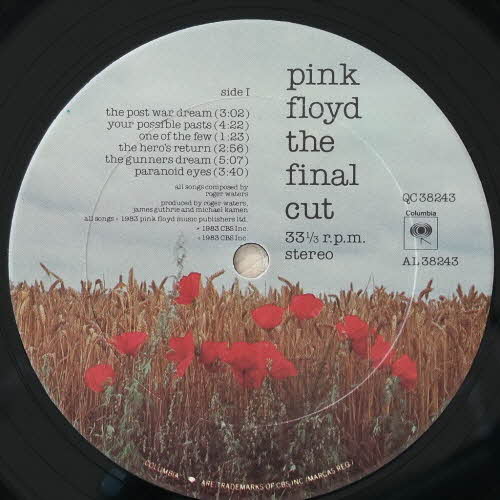 side I
the post war dream (3:02)
your possible pasts (4:22)
one of the few (1:23)
the hero's return (2:56)
the gunners dream (5:07)
paranoid eyes (3:40)
all songs composed by
roger waters
produced by roger waters,
james guthrie and michael kamen
all songs © 1983 pink floyd music publishers ltd.
℗ 1983 CBS Inc.
© 1983 CBS Inc.
pink
floyd
the
final
cut
33 1/3 r.p.m.
stereo
QC 38243
Columbia
AL 38243
COLUMBIA, ARE TRADEMARKS OF CBS INC. (MARCAS REG.)